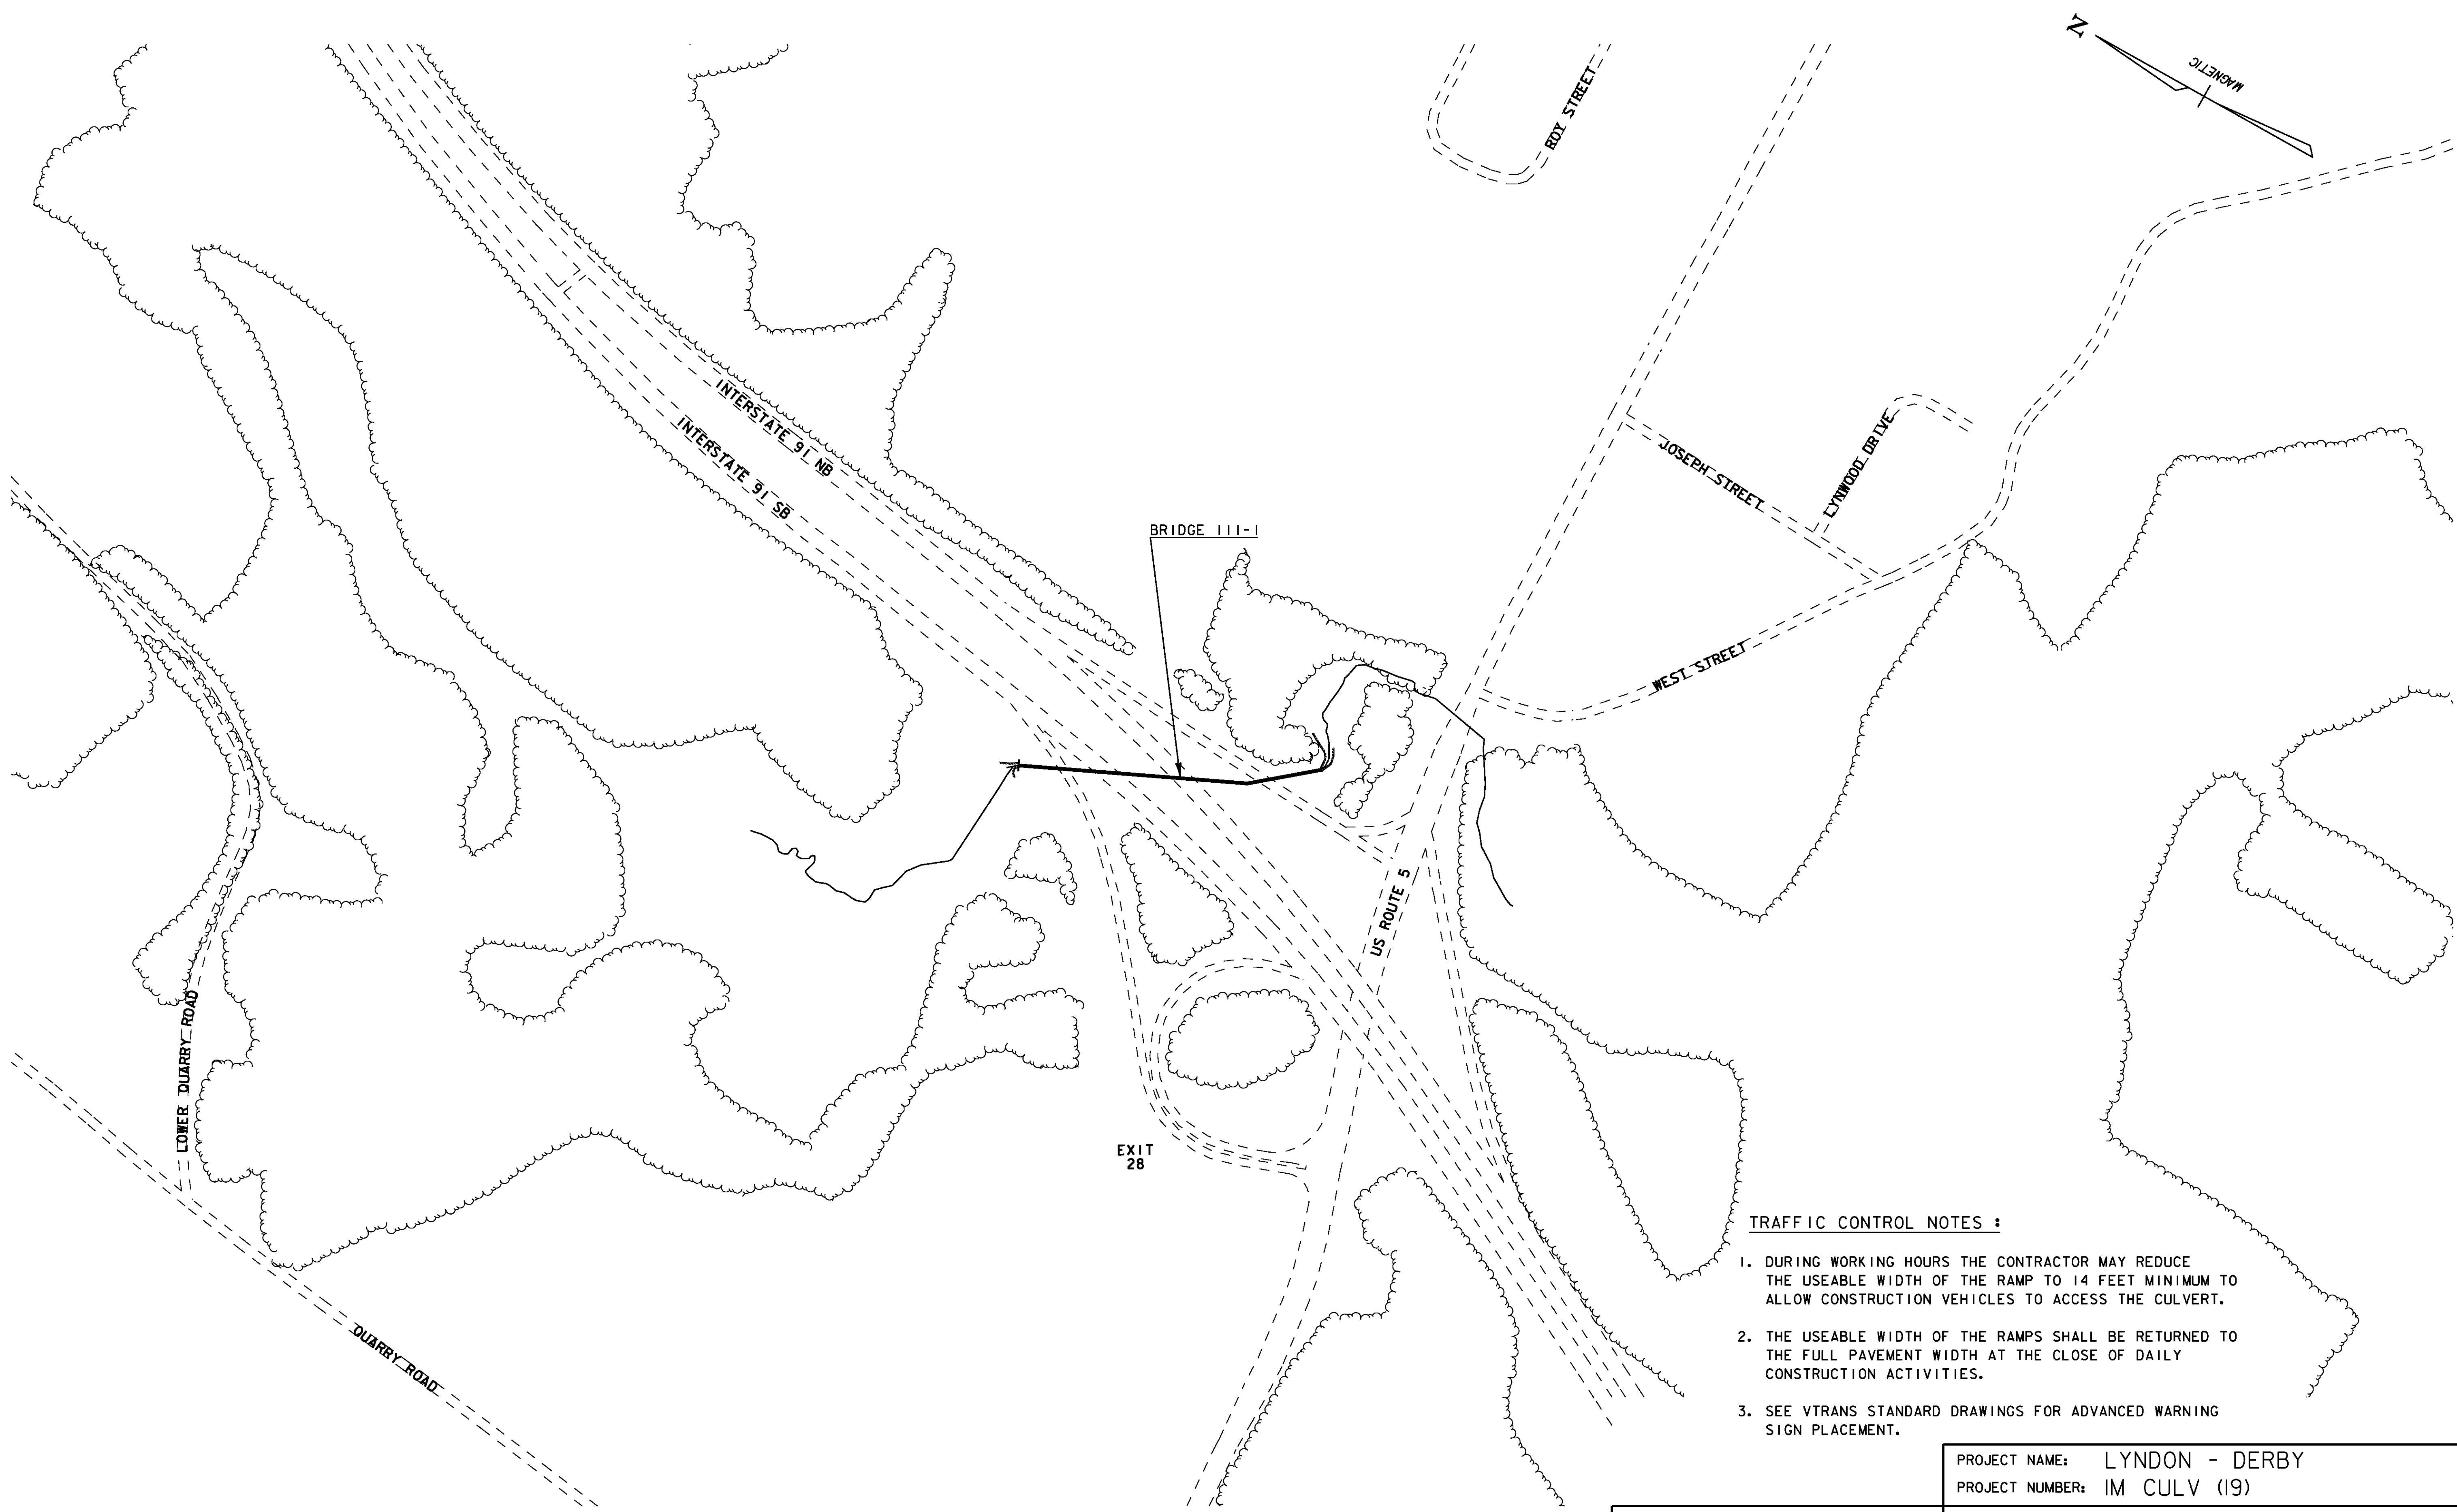 N
MAGNETIC
ROY STREET
INTERSTATE 91 NB
INTERSTATE 91 SB
JOSEPH STREET
LYNWOOD DRIVE
BRIDGE 111-1
WEST STREET
US ROUTE 5
LOWER QUARRY ROAD
EXIT
28
QUARRY ROAD
TRAFFIC CONTROL NOTES :
1. DURING WORKING HOURS THE CONTRACTOR MAY REDUCE
THE USEABLE WIDTH OF THE RAMP TO 14 FEET MINIMUM TO
ALLOW CONSTRUCTION VEHICLES TO ACCESS THE CULVERT.
2. THE USEABLE WIDTH OF THE RAMPS SHALL BE RETURNED TO
THE FULL PAVEMENT WIDTH AT THE CLOSE OF DAILY
CONSTRUCTION ACTIVITIES.
3. SEE VTRANS STANDARD DRAWINGS FOR ADVANCED WARNING
SIGN PLACEMENT.
PROJECT NAME: LYNDON - DERBY
PROJECT NUMBER: IM CULV (19)